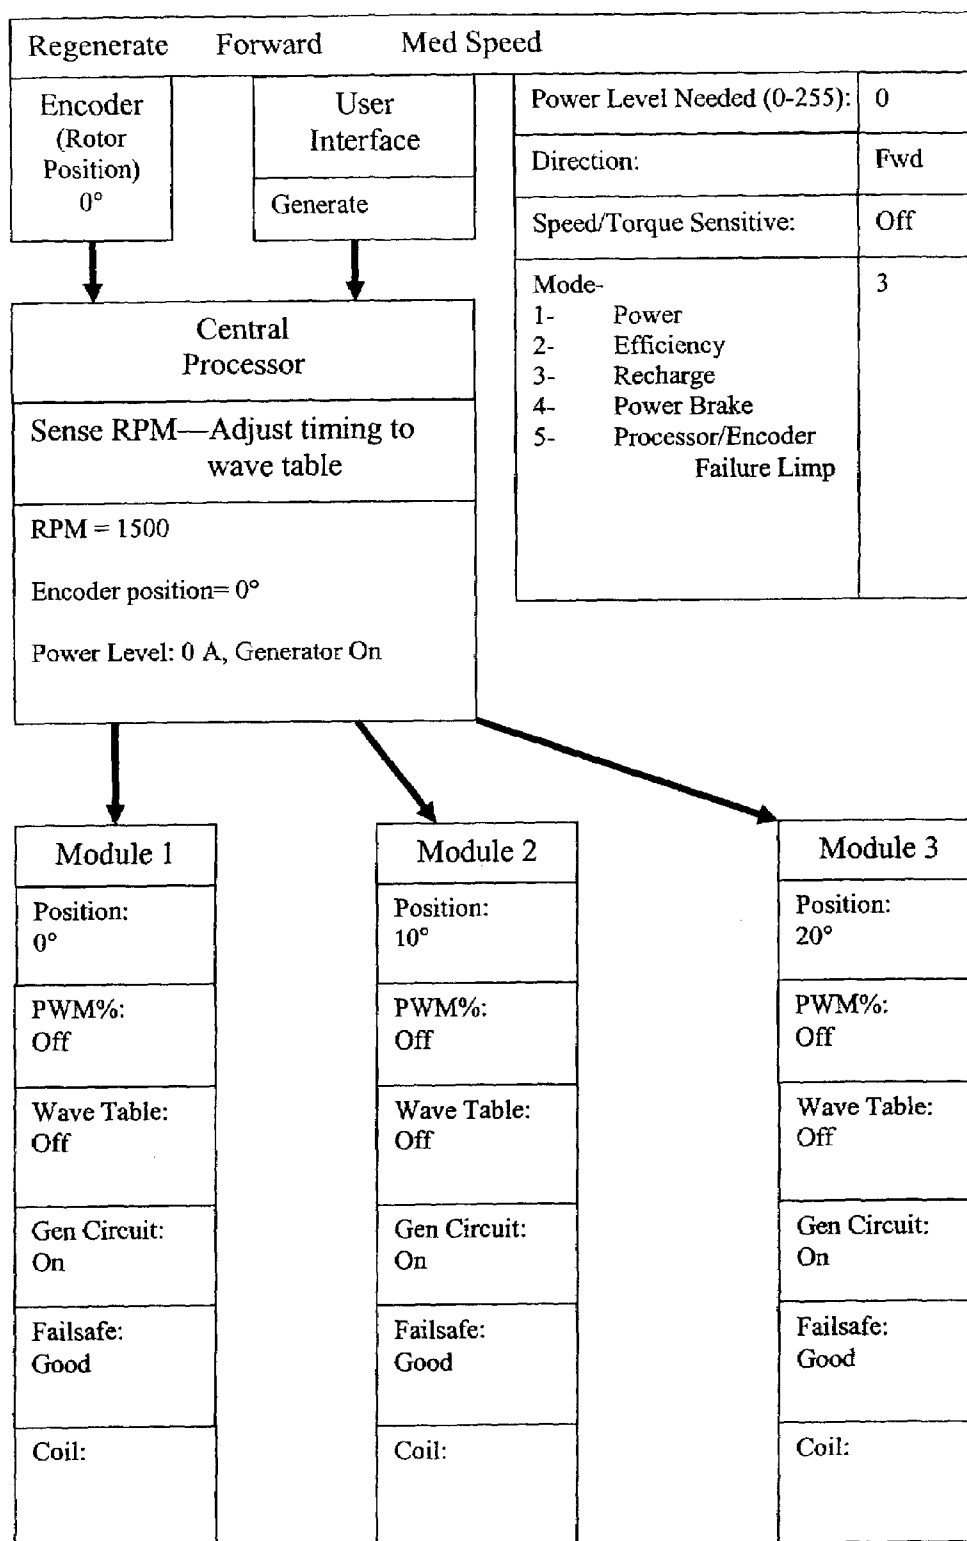 Regenerate Forward Med Speed
Encoder
(Rotor
Position)
0°
User
Interface
Generate
Power Level Needed (0-255): 0
Direction: Fwd
Speed/Torque Sensitive: Off
Mode- 3
1- Power
2- Efficiency
3- Recharge
4- Power Brake
5- Processor/Encoder
Failure Limp
Central
Processor
Sense RPM—Adjust timing to
wave table
RPM = 1500
Encoder position= 0°
Power Level: 0 A, Generator On
Module 1
Position:
0°
PWM%:
Off
Wave Table:
Off
Gen Circuit:
On
Failsafe:
Good
Coil:
Module 2
Position:
10°
PWM%:
Off
Wave Table:
Off
Gen Circuit:
On
Failsafe:
Good
Coil:
Module 3
Position:
20°
PWM%:
Off
Wave Table:
Off
Gen Circuit:
On
Failsafe:
Good
Coil: